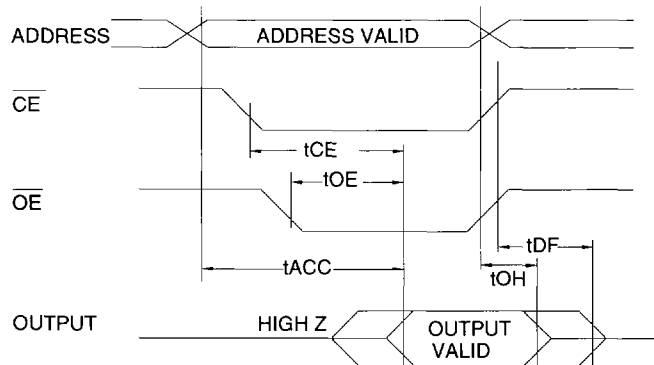 ADDRESS
ADDRESS VALID
CE
tCE
tOE
OE
tDF
tACC
tOH
OUTPUT
HIGH Z
OUTPUT
VALID